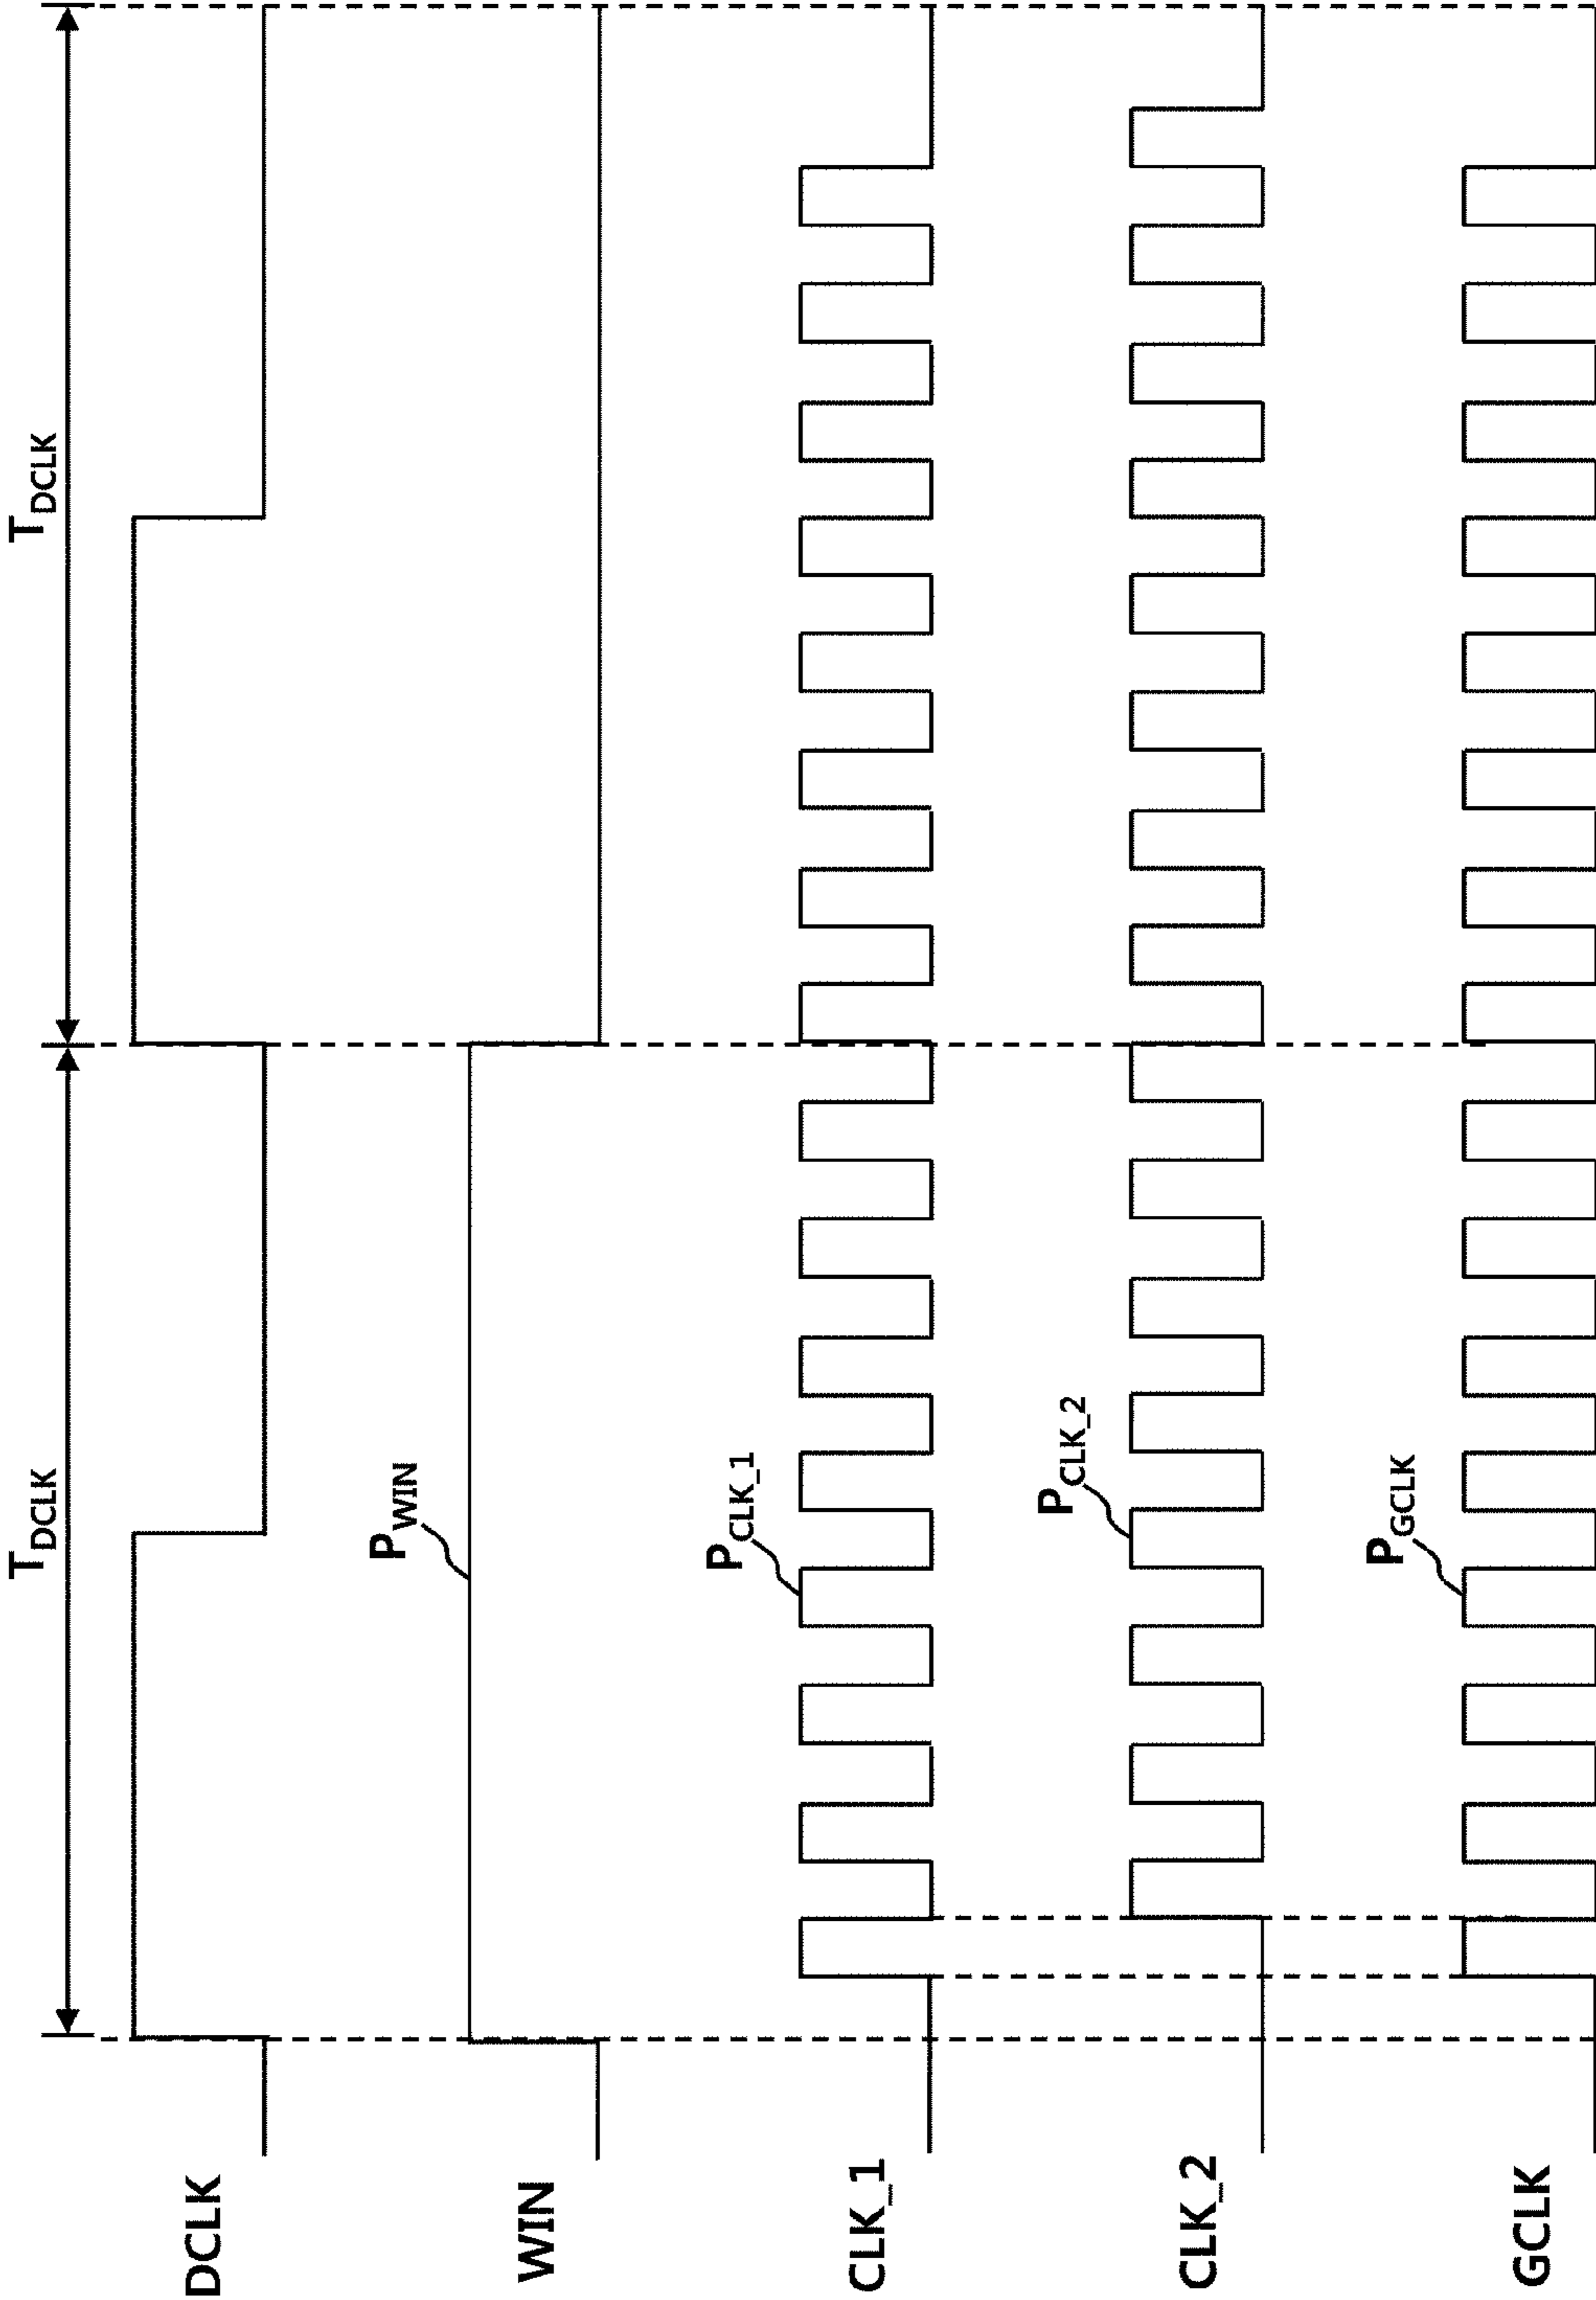 T_DCLK T_DCLK
DCLK
WIN
P_WIN
CLK_1
P_CLK_1
CLK_2
P_CLK_2
GCLK
P_GCLK